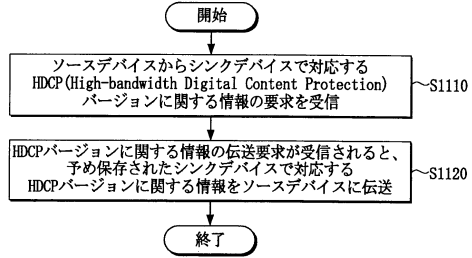 開始
ソースデバイスからシンクデバイスで対応する
HDCP(High-bandwidth Digital Content Protection)
バージョンに関する情報の要求を受信
S1110
HDCPバージョンに関する情報の伝送要求が受信されると、
予め保存されたシンクデバイスで対応する
HDCPバージョンに関する情報をソースデバイスに伝送
S1120
終了